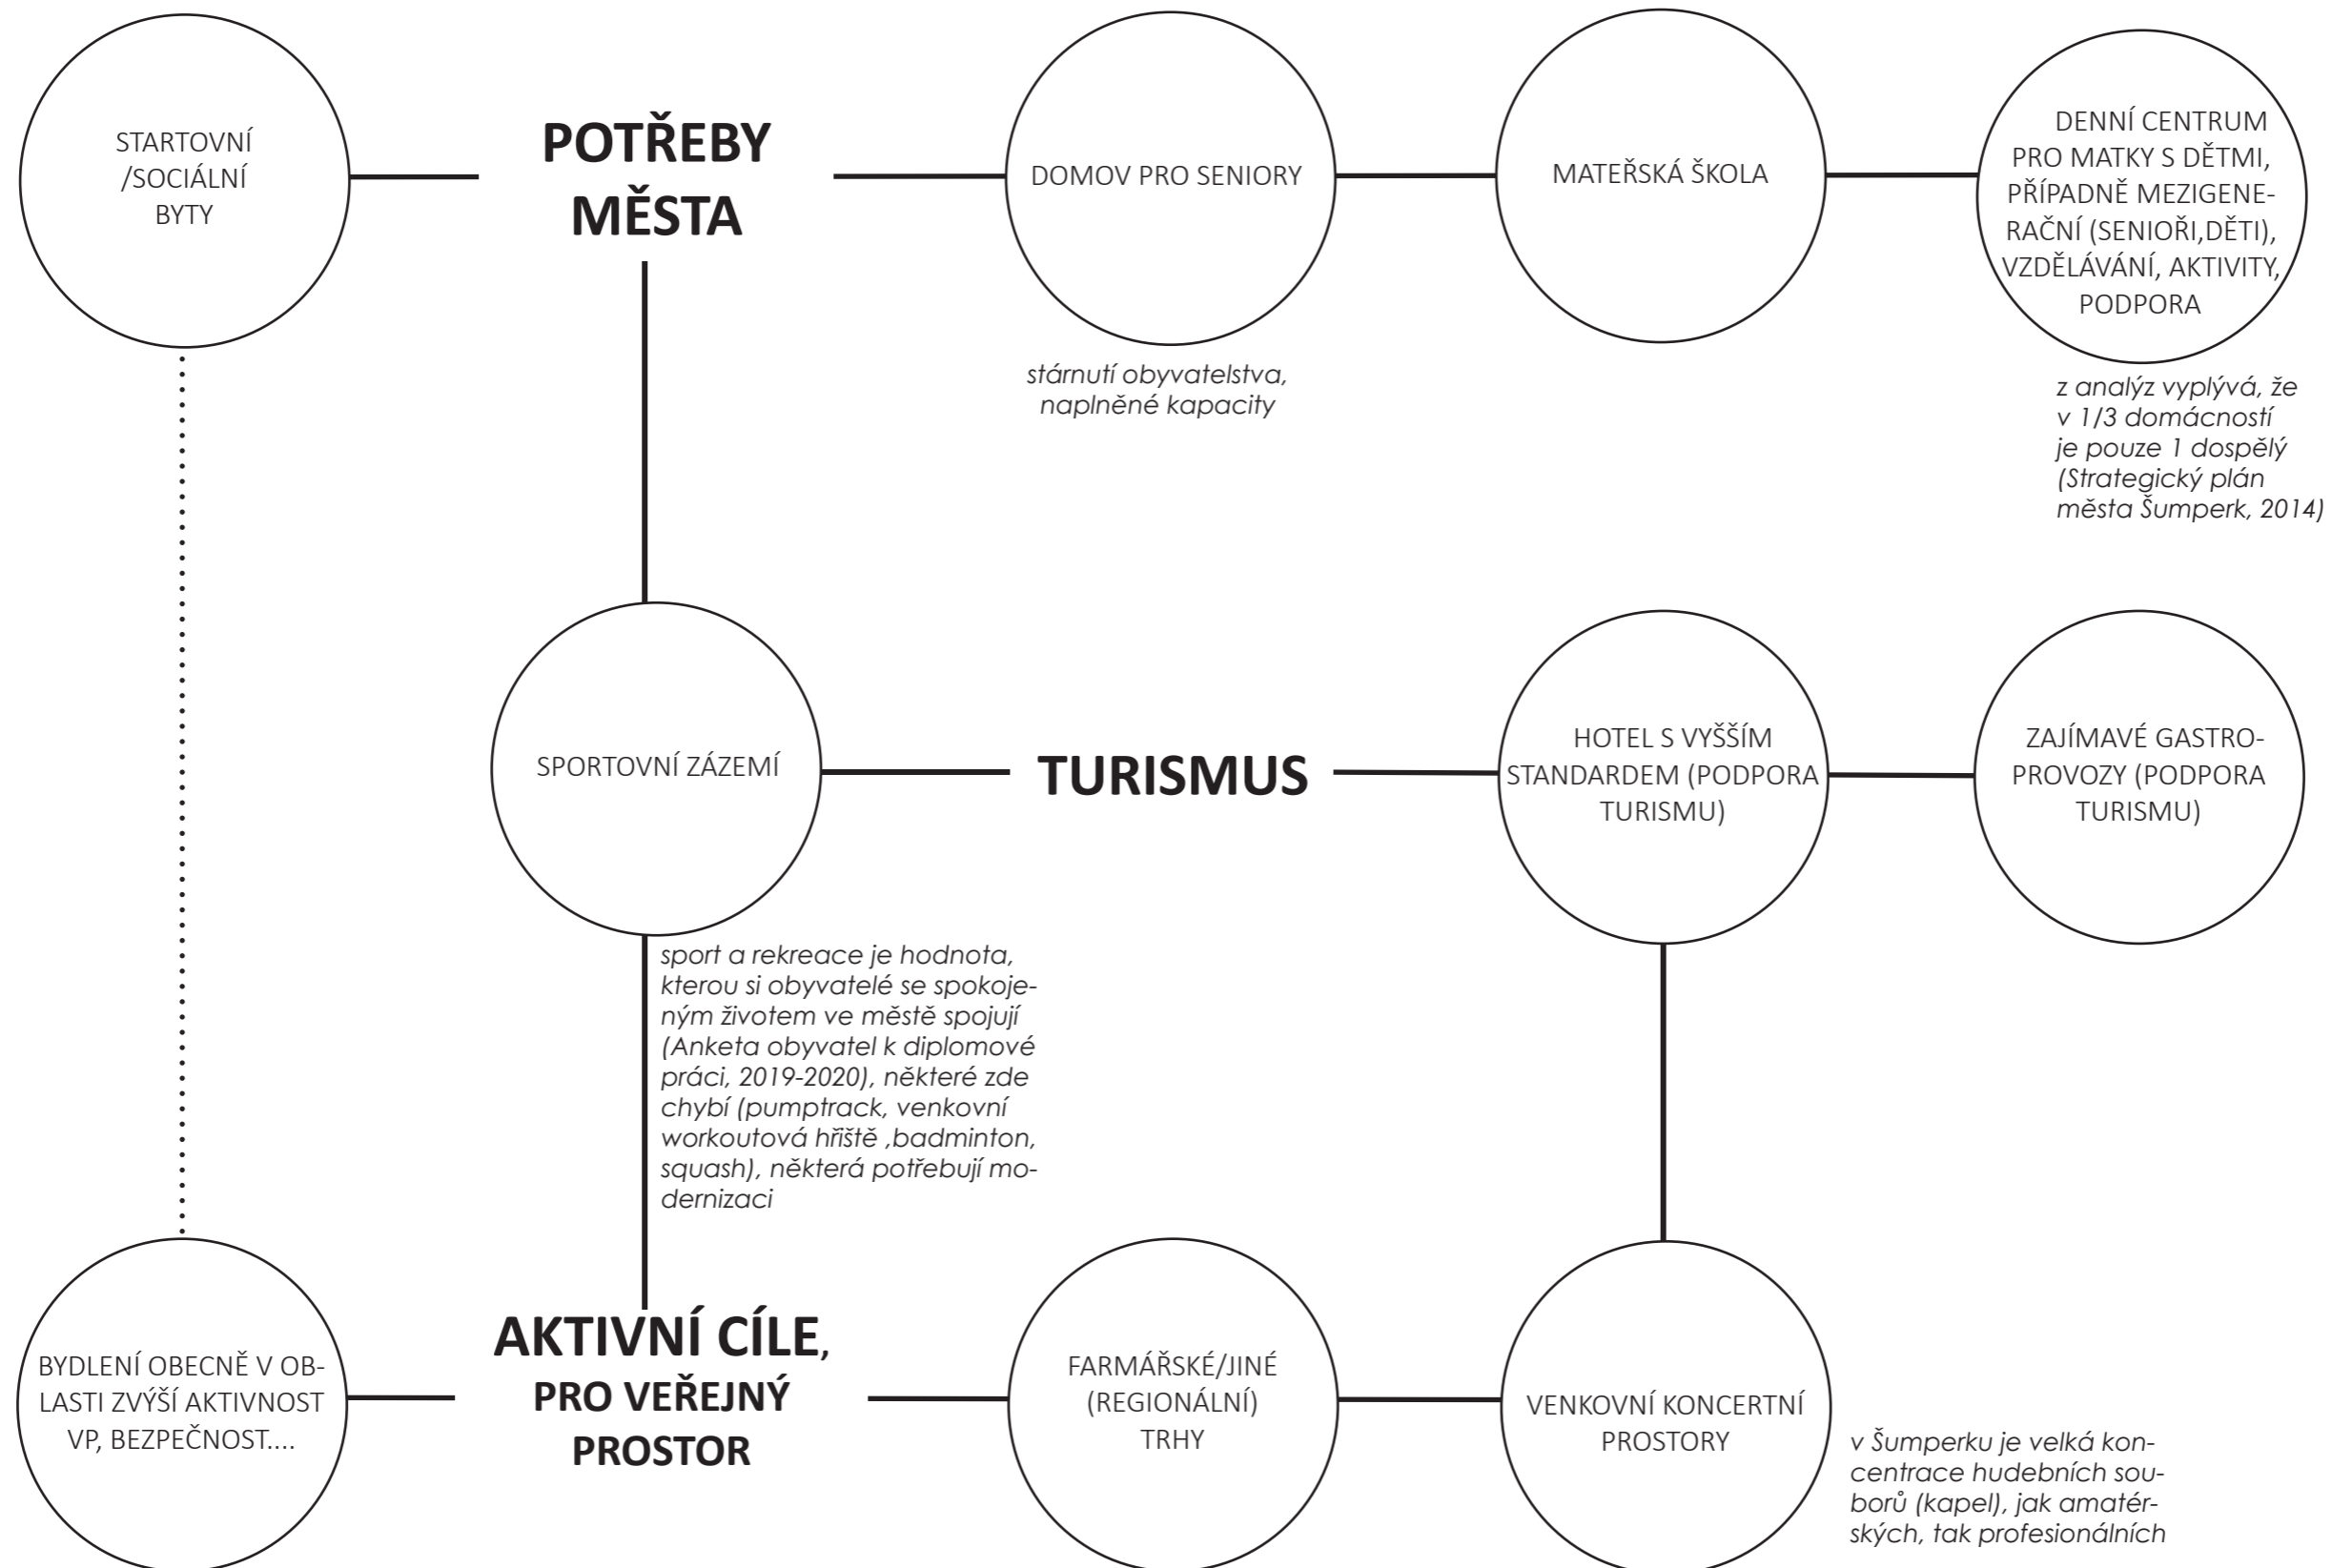 STARTOVNÍ
/SOCIÁLNÍ
BYTY
POTŘEBY
MĚSTA
DOMOV PRO SENIORY
MATEŘSKÁ ŠKOLA
DENNÍ CENTRUM
PRO MATKY S DĚTMI,
PŘÍPADNĚ MEZIGENE-
RAČNÍ (SENIOŘI,DĚTI),
VZDĚLÁVÁNÍ, AKTIVITY,
PODPORA
stárnutí obyvatelstva,
naplněné kapacity
z analýz vyplývá, že
v 1/3 domácností
je pouze 1 dospělý
(Strategický plán
města Šumperk, 2014)
SPORTOVNÍ ZÁZEMÍ
TURISMUS
HOTEL S VYŠŠÍM
STANDARDEM (PODPORA
TURISMU)
ZAJÍMAVÉ GASTRO-
PROVOZY (PODPORA
TURISMU)
sport a rekreace je hodnota,
kterou si obyvatelé se spokoje-
ným životem ve městě spojují
(Anketa obyvatel k diplomové
práci, 2019-2020), některé zde
chybí (pumptrack, venkovní
workoutová hřiště ,badminton,
squash), některá potřebují mo-
dernizaci
BYDLENÍ OBECNĚ V OB-
LASTI ZVÝŠÍ AKTIVNOST
VP, BEZPEČNOST....
AKTIVNÍ CÍLE,
PRO VEŘEJNÝ
PROSTOR
FARMÁŘSKÉ/JINÉ
(REGIONÁLNÍ)
TRHY
VENKOVNÍ KONCERTNÍ
PROSTORY
v Šumperku je velká kon-
centrace hudebních sou-
borů (kapel), jak amatér-
ských, tak profesionálních